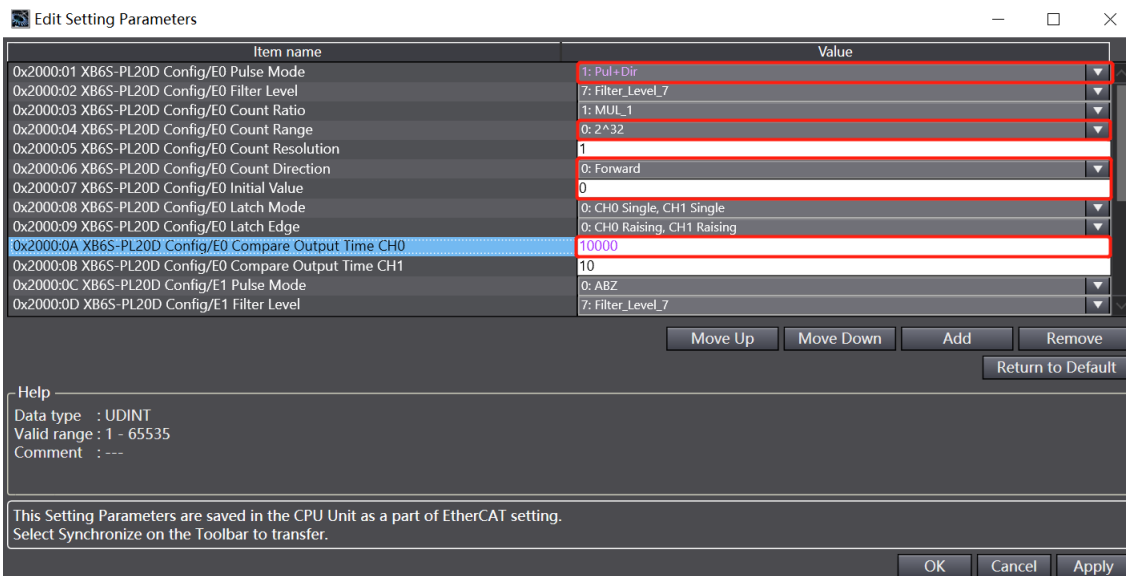 Edit Setting Parameters
Item name Value
0x2000:01 XB6S-PL20D Config/E0 Pulse Mode 1: Pul+Dir
0x2000:02 XB6S-PL20D Config/E0 Filter Level 7: Filter_Level_7
0x2000:03 XB6S-PL20D Config/E0 Count Ratio 1: MUL_1
0x2000:04 XB6S-PL20D Config/E0 Count Range 0: 2^32
0x2000:05 XB6S-PL20D Config/E0 Count Resolution 1
0x2000:06 XB6S-PL20D Config/E0 Count Direction 0: Forward
0x2000:07 XB6S-PL20D Config/E0 Initial Value 0
0x2000:08 XB6S-PL20D Config/E0 Latch Mode 0: CH0 Single, CH1 Single
0x2000:09 XB6S-PL20D Config/E0 Latch Edge 0: CH0 Raising, CH1 Raising
0x2000:0A XB6S-PL20D Config/E0 Compare Output Time CH0 10000
0x2000:0B XB6S-PL20D Config/E0 Compare Output Time CH1 10
0x2000:0C XB6S-PL20D Config/E1 Pulse Mode 0: ABZ
0x2000:0D XB6S-PL20D Config/E1 Filter Level 7: Filter_Level_7
Move Up Move Down Add Remove
Return to Default
Help
Data type : UDINT
Valid range : 1 - 65535
Comment : ---
This Setting Parameters are saved in the CPU Unit as a part of EtherCAT setting.
Select Synchronize on the Toolbar to transfer.
OK Cancel Apply